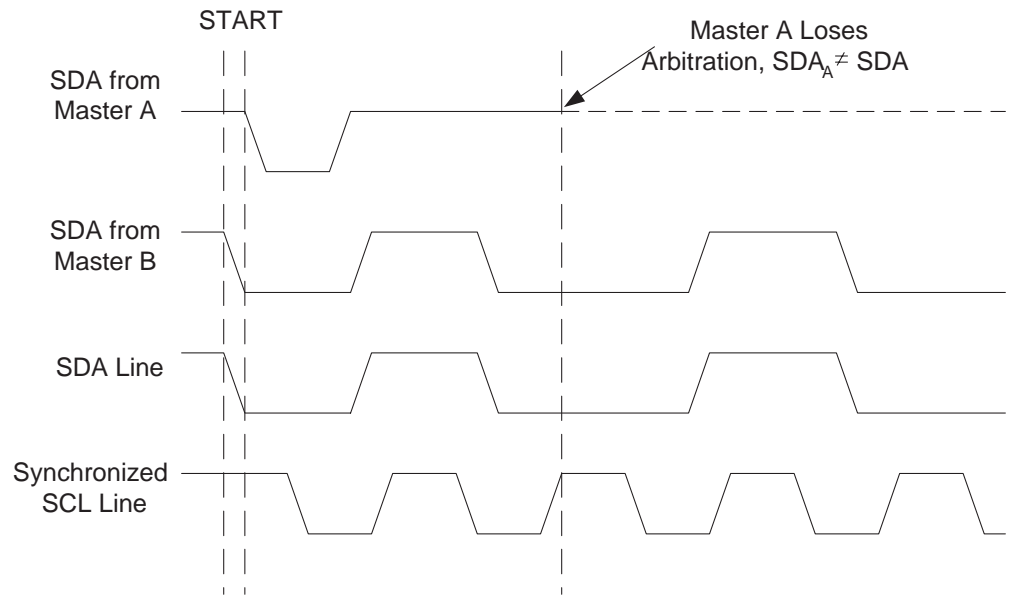 START
Master A Loses
Arbitration, SDA_A ≠ SDA
SDA from
Master A
SDA from
Master B
SDA Line
Synchronized
SCL Line